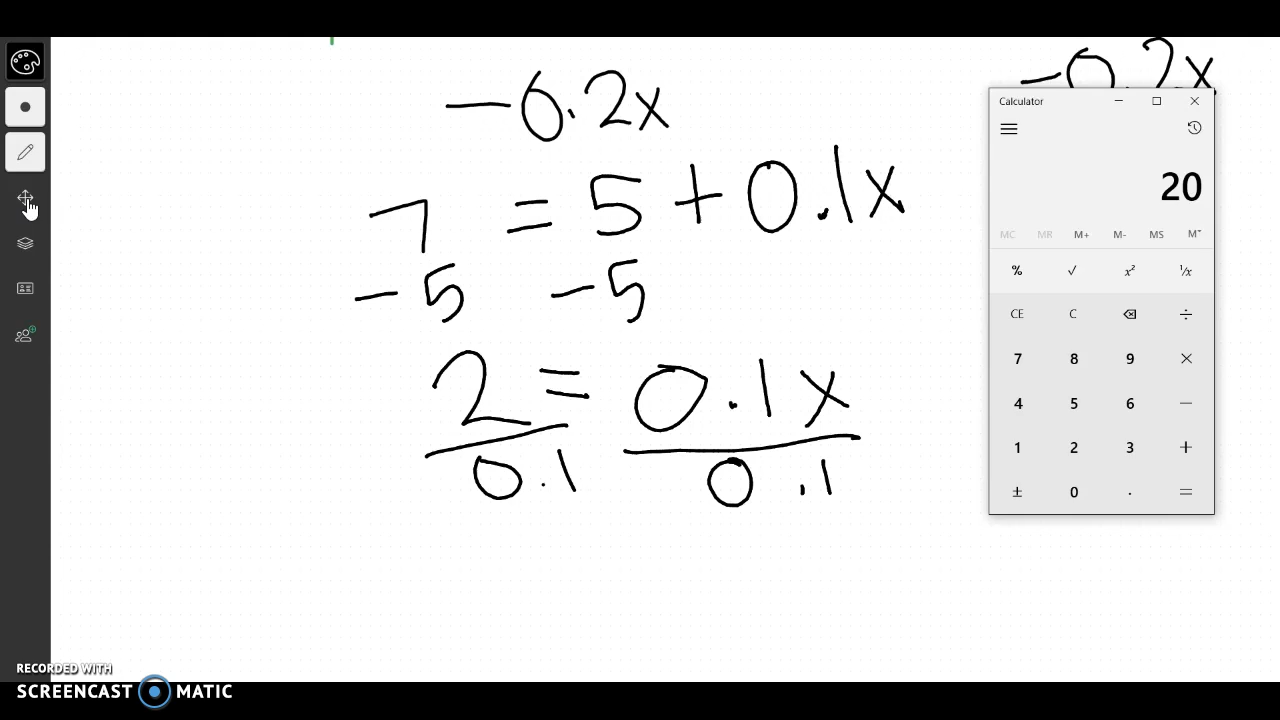 -0.2x
-0.2x
7 = 5 + 0.1x
-5 -5
2 = 0.1x
0.1 0.1
Calculator
20
MC MR M+ M- MS M˅
% √ x² ¹/x
CE C ⌫ ÷
7 8 9 ×
4 5 6 −
1 2 3 +
± 0 . =
RECORDED WITH
SCREENCAST MATIC